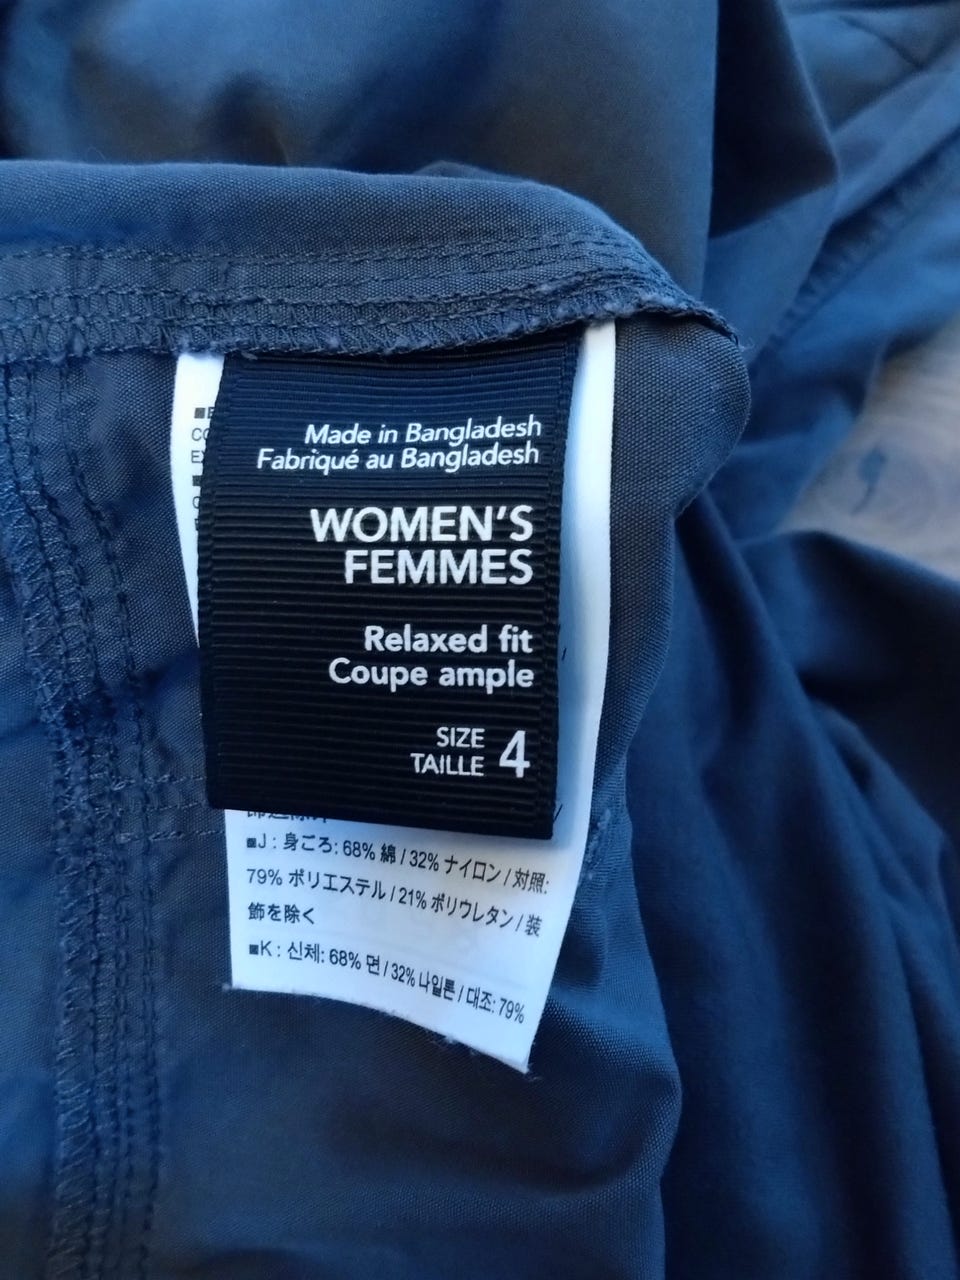 Made in Bangladesh
Fabriqué au Bangladesh
WOMEN'S
FEMMES
Relaxed fit
Coupe ample
SIZE
TAILLE 4
■J : 身ごろ: 68% 綿 / 32% ナイロン / 対照:
79% ポリエステル / 21% ポリウレタン / 装
飾を除く
■K : 신체: 68% 면 / 32% 나일론 / 대조: 79%